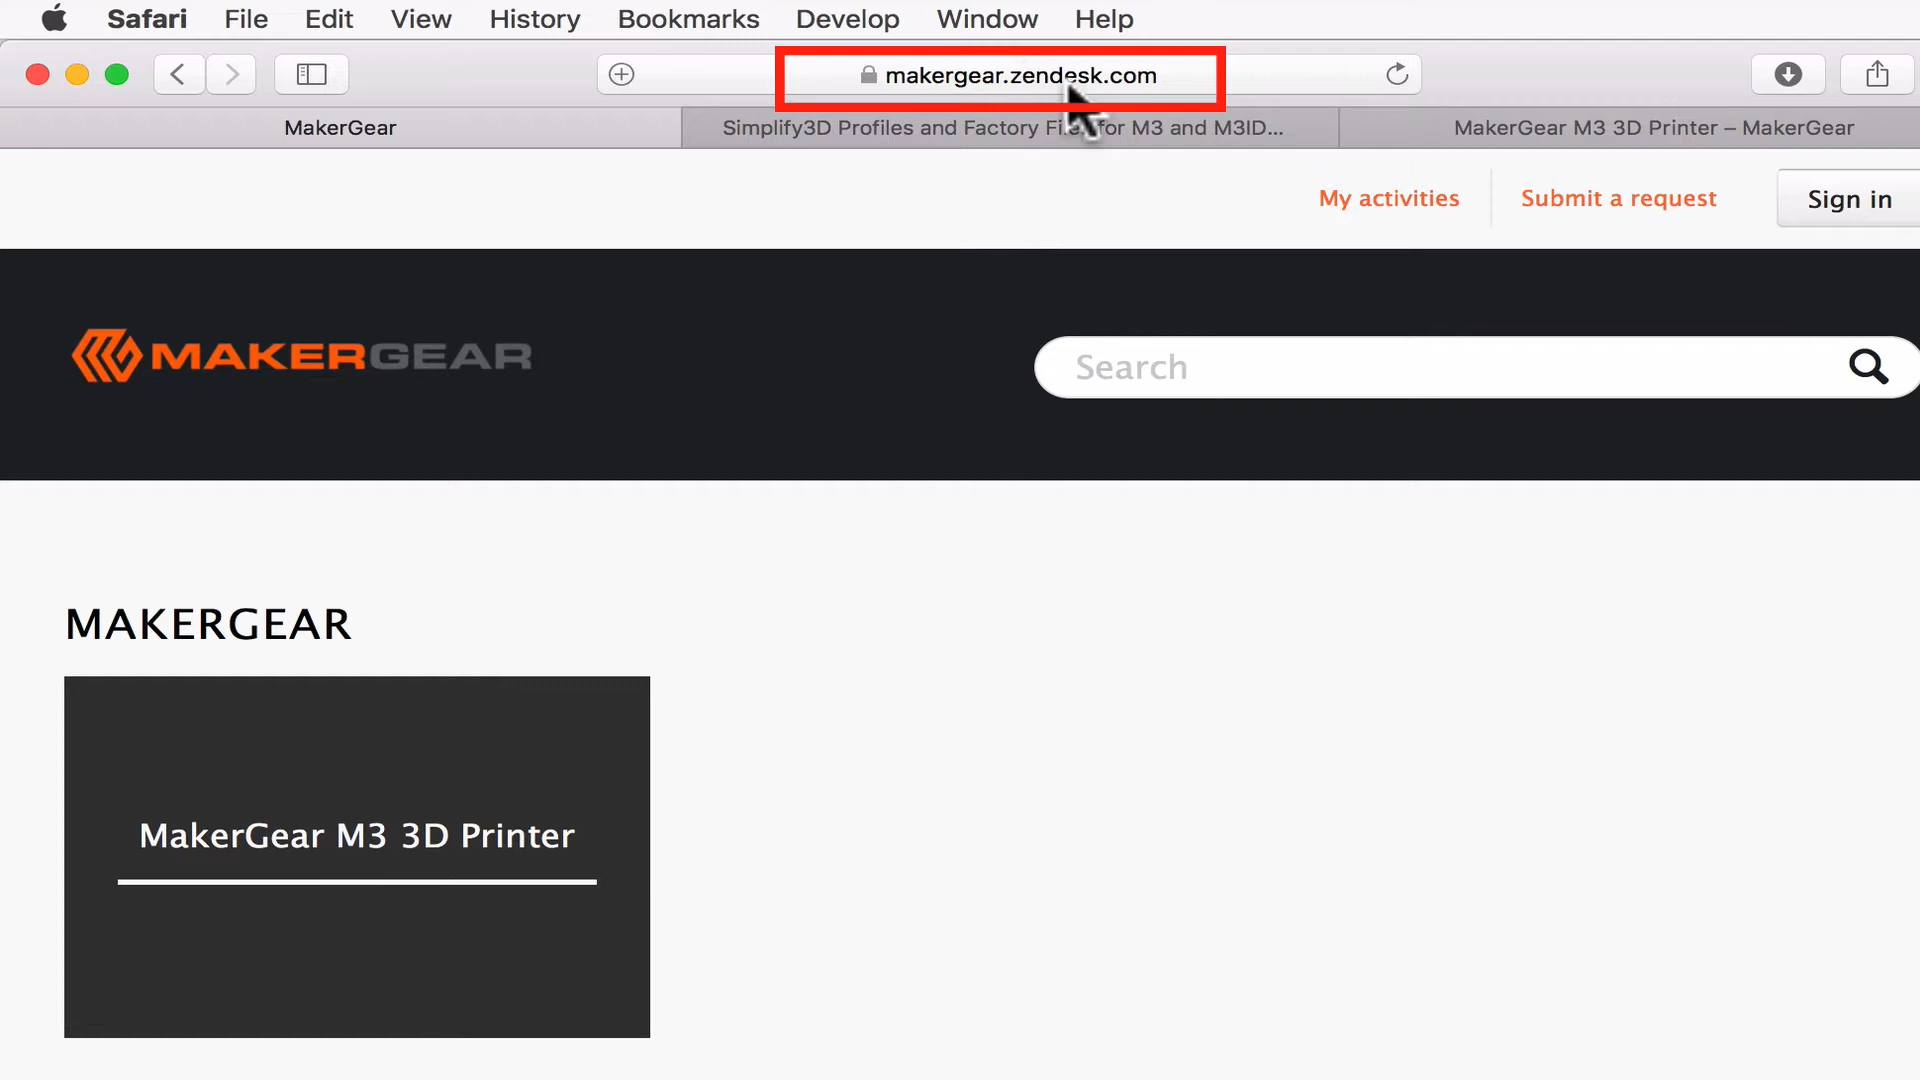 Safari File Edit View History Bookmarks Develop Window Help
makergear.zendesk.com
MakerGear Simplify3D Profiles and Factory for M3 and M3ID... MakerGear M3 3D Printer – MakerGear
My activities Submit a request Sign in
MAKERGEAR
Search
MAKERGEAR
MakerGear M3 3D Printer